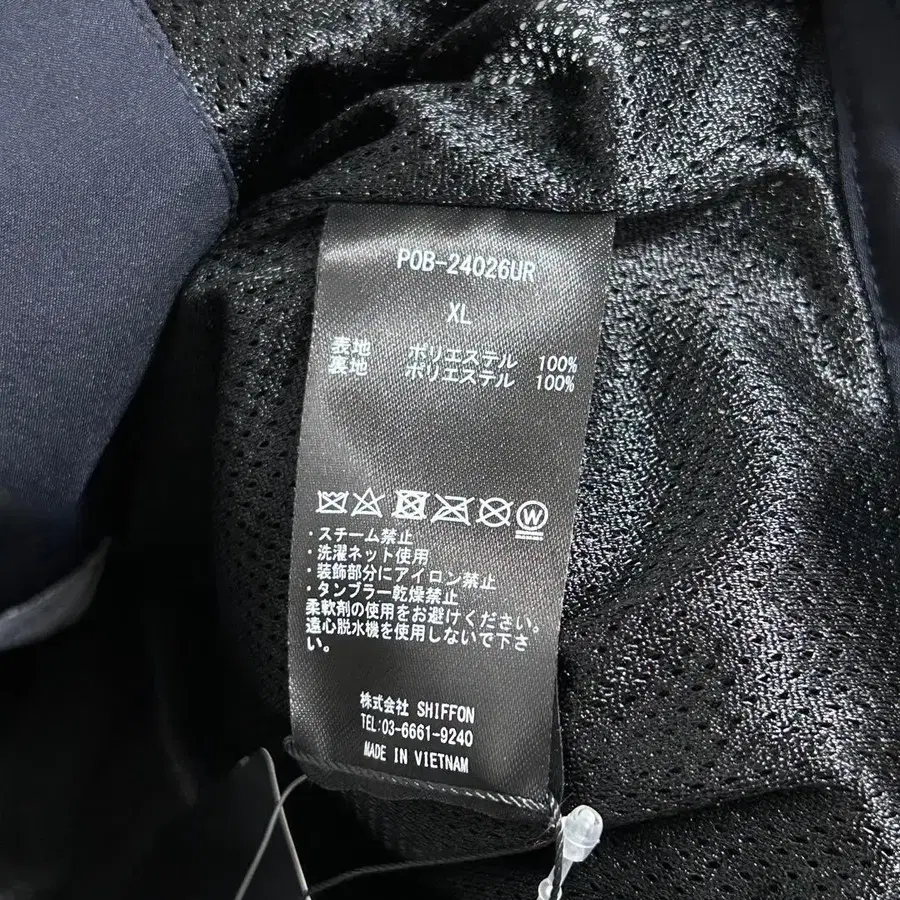 POB-24026UR
XL
表地 ポリエステル 100%
裏地 ポリエステル 100%
W
・スチーム禁止
・洗濯ネット使用
・装飾部分にアイロン禁止
・タンブラー乾燥禁止
柔軟剤の使用をお避けください。
遠心脱水機を使用しないで下さ
い。
株式会社 SHIFFON
TEL:03-6661-9240
MADE IN VIETNAM